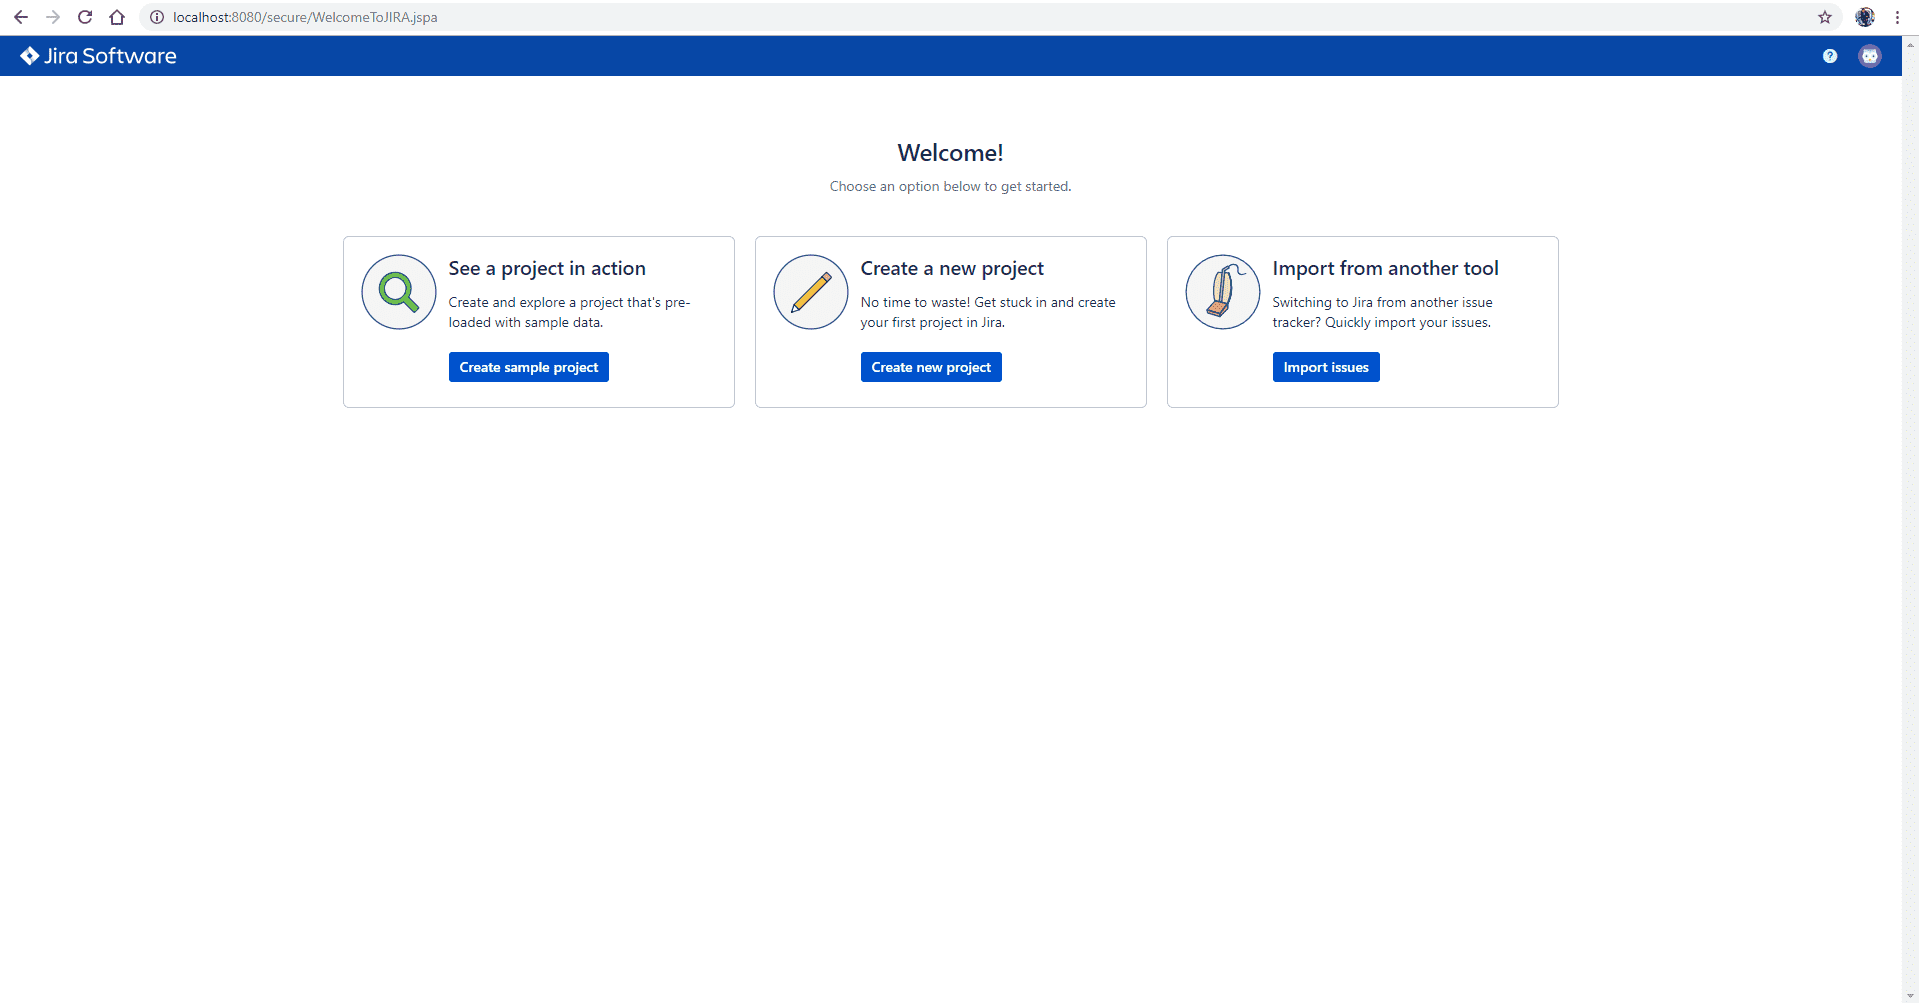 localhost:8080/secure/WelcomeToJIRA.jspa
Jira Software
Welcome!
Choose an option below to get started.
See a project in action
Create and explore a project that's pre-
loaded with sample data.
Create sample project
Create a new project
No time to waste! Get stuck in and create
your first project in Jira.
Create new project
Import from another tool
Switching to Jira from another issue
tracker? Quickly import your issues.
Import issues